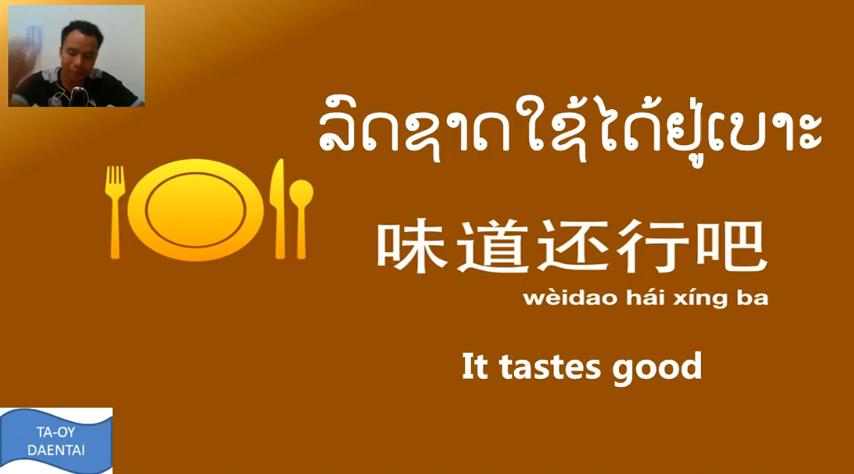 ລົດຊາດໃຊ້ໄດ້ຢູ່ເບາະ
味道还行吧
wèidao hái xíng ba
It tastes good
TA-OY
DAENTAI